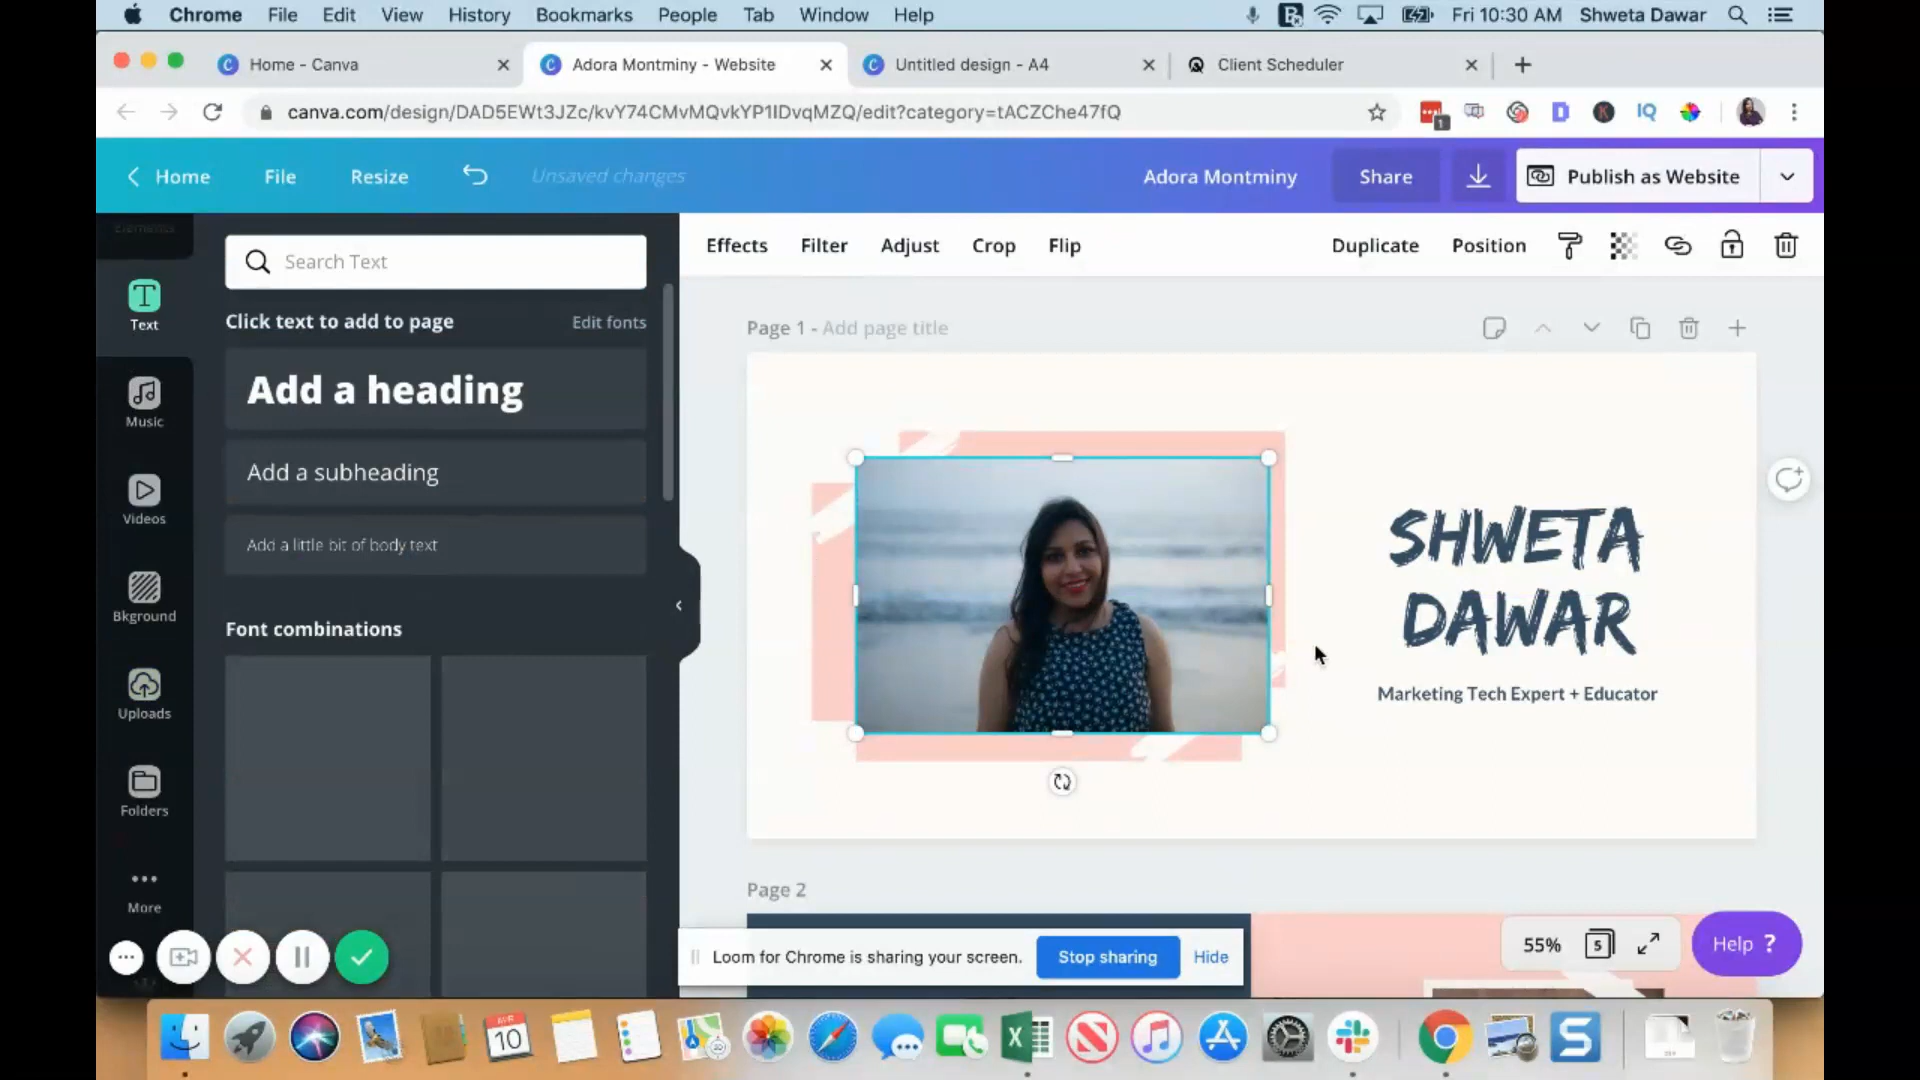 Chrome File Edit View History Bookmarks People Tab Window Help
Fri 10:30 AM Shweta Dawar
Home - Canva
Adora Montminy - Website
Untitled design - A4
Client Scheduler
canva.com/design/DAD5EWt3JZc/kvY74CMvMQvkYP1IDvqMZQ/edit?category=tACZChe47fQ
Home File Resize Unsaved changes
Adora Montminy Share Publish as Website
Elements
Text
Music
Videos
Bkground
Uploads
Folders
More
Search Text
Click text to add to page Edit fonts
Add a heading
Add a subheading
Add a little bit of body text
Font combinations
Effects Filter Adjust Crop Flip
Duplicate Position
Page 1 - Add page title
SHWETA
DAWAR
Marketing Tech Expert + Educator
Page 2
Loom for Chrome is sharing your screen. Stop sharing Hide
55% 5 Help ?
APR
10